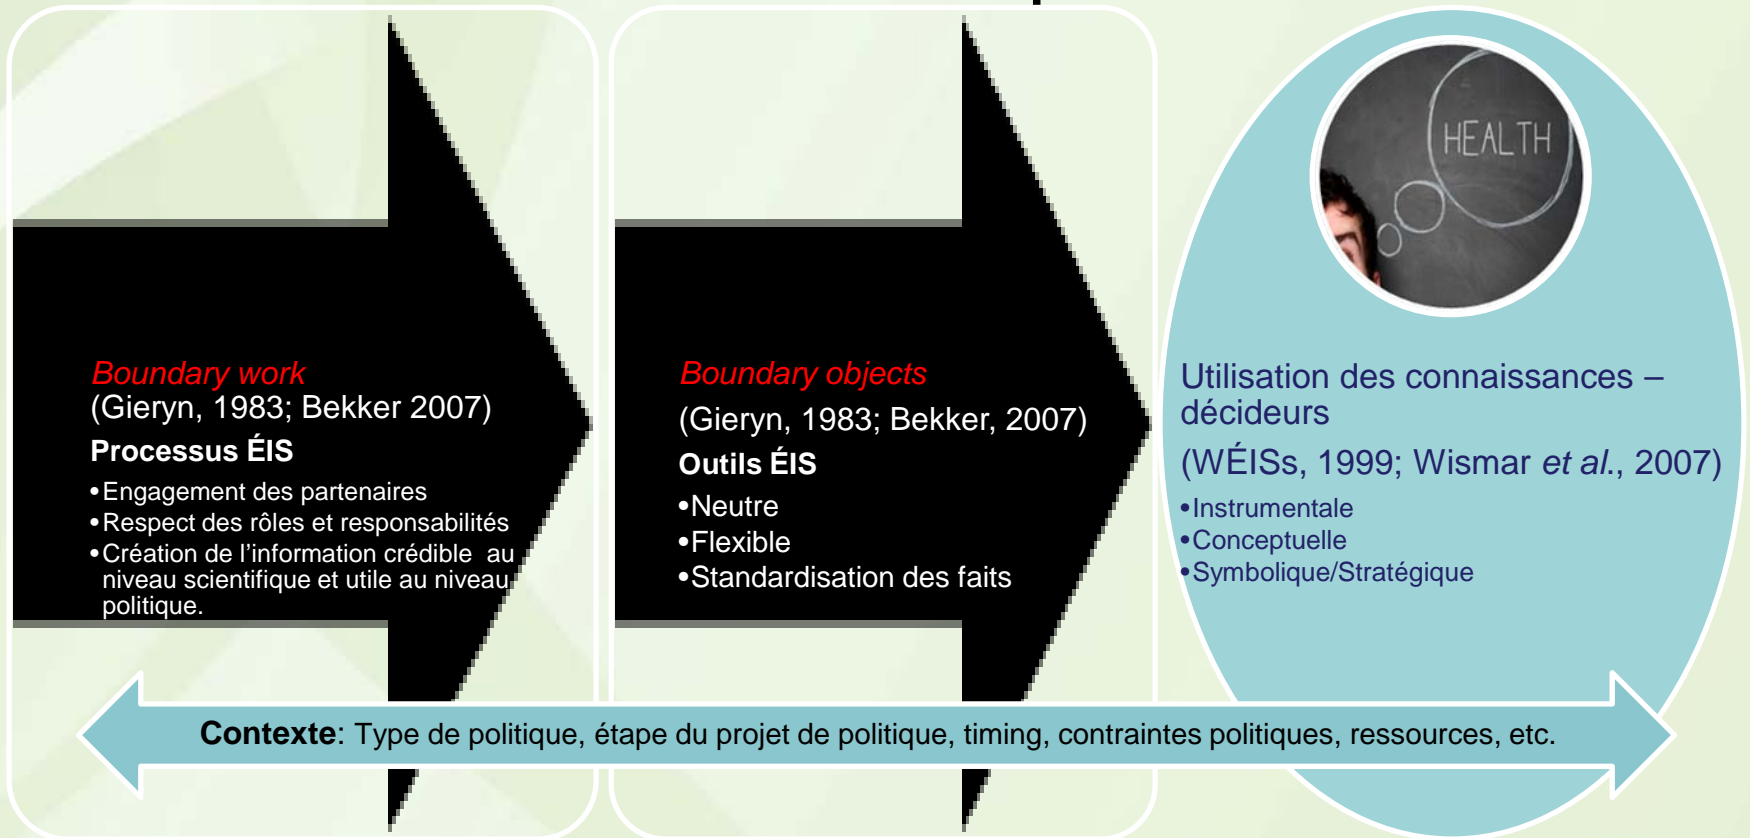 Boundary work
(Gieryn, 1983; Bekker 2007)
Processus ÉIS
•Engagement des partenaires
•Respect des rôles et responsabilités
•Création de l'information crédible au
niveau scientifique et utile au niveau
politique.
Boundary objects
(Gieryn, 1983; Bekker, 2007)
Outils ÉIS
•Neutre
•Flexible
•Standardisation des faits
HEALTH
Utilisation des connaissances –
décideurs
(WÉISs, 1999; Wismar et al., 2007)
•Instrumentale
•Conceptuelle
•Symbolique/Stratégique
Contexte: Type de politique, étape du projet de politique, timing, contraintes politiques, ressources, etc.